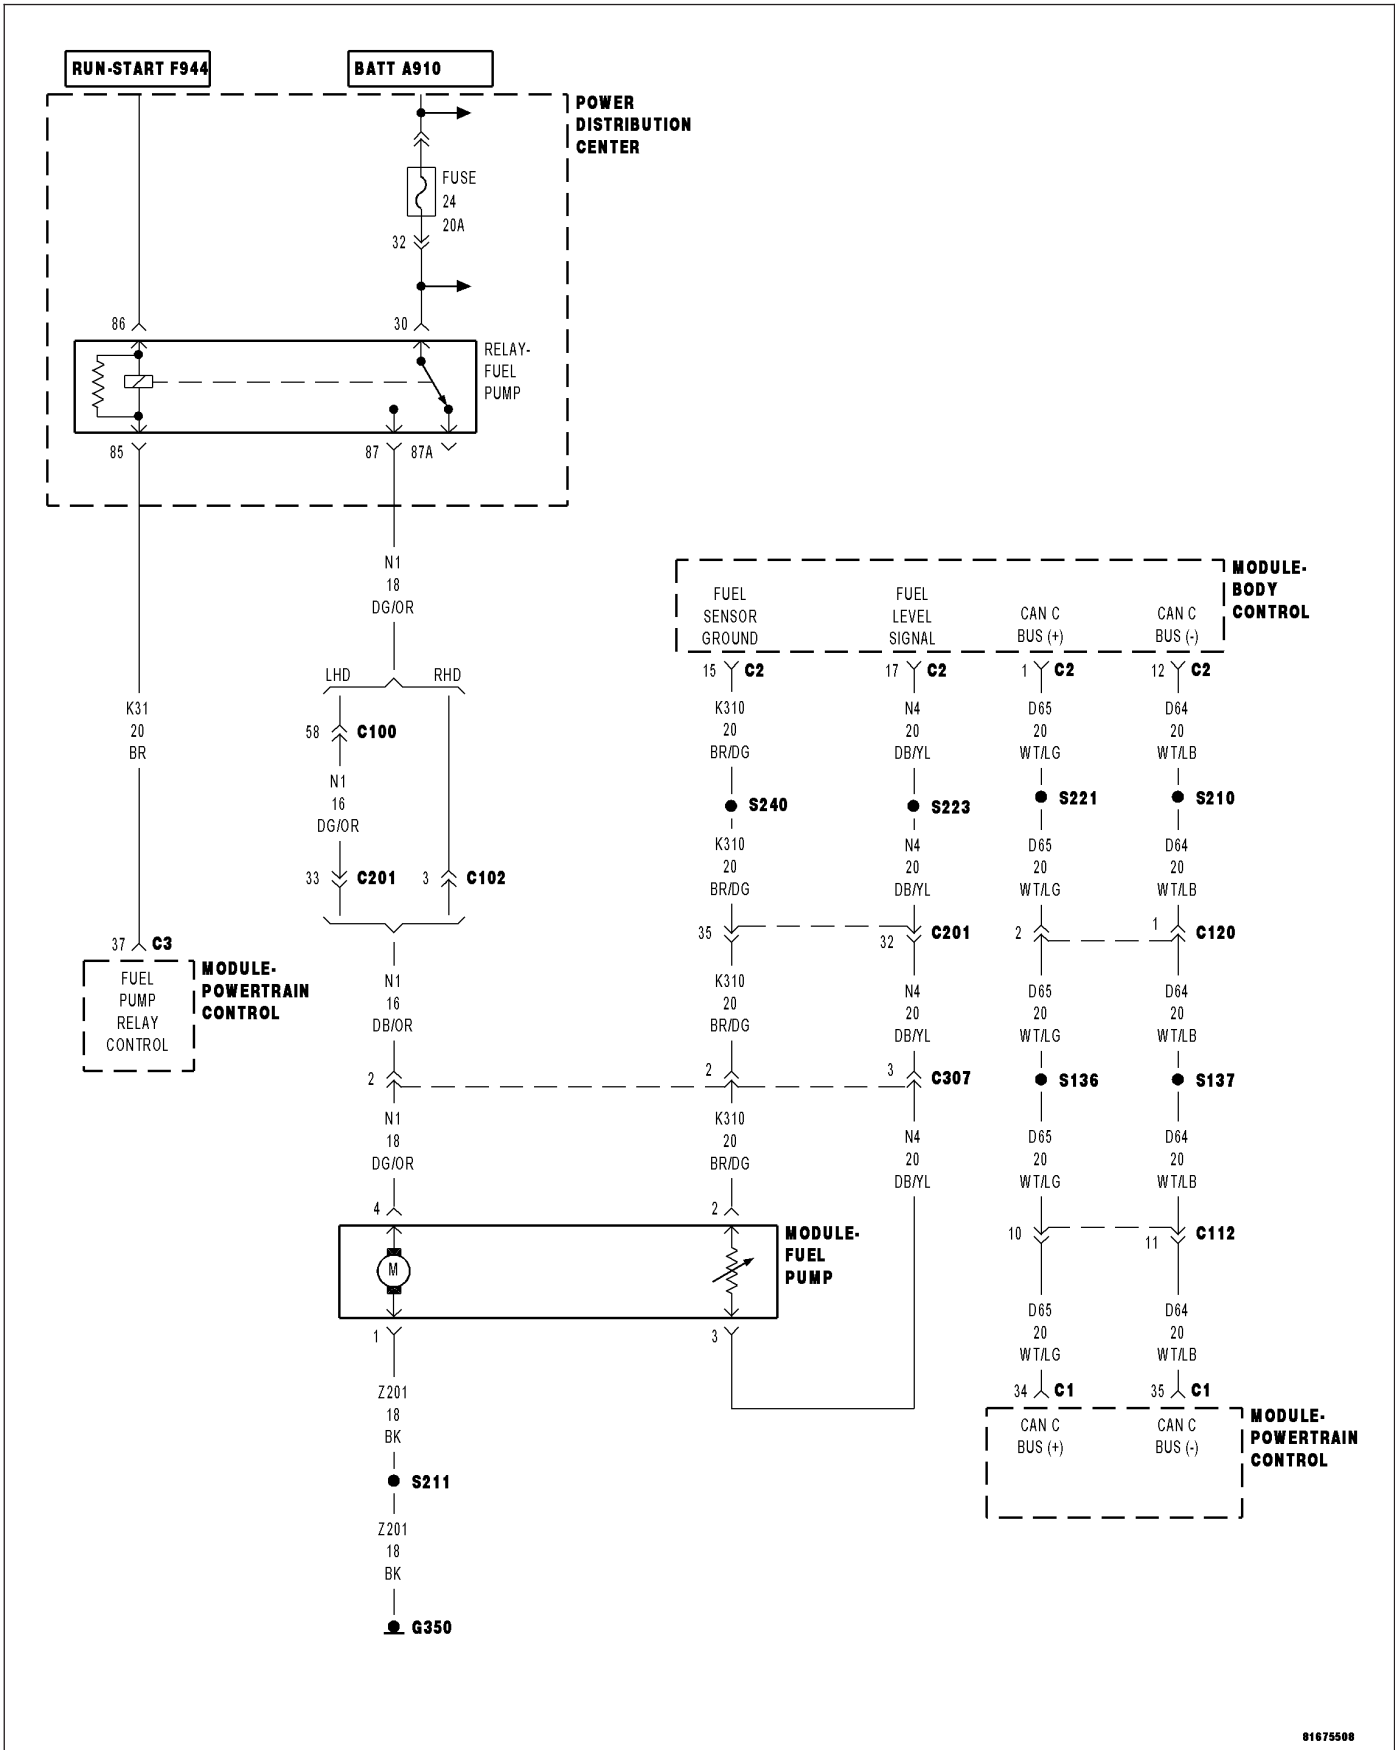 RUN-START F944
BATT A910
POWER
DISTRIBUTION
CENTER
FUSE
24
20A
32
86
30
RELAY-
FUEL
PUMP
85
87
87A
N1
18
DG/OR
LHD
RHD
58
C100
N1
16
DG/OR
33
C201
3
C102
K31
20
BR
37
C3
FUEL
PUMP
RELAY
CONTROL
MODULE-
POWERTRAIN
CONTROL
N1
16
DB/OR
2
N1
18
DG/OR
4
M
1
Z201
18
BK
S211
Z201
18
BK
G350
MODULE-
BODY
CONTROL
FUEL
SENSOR
GROUND
FUEL
LEVEL
SIGNAL
CAN C
BUS (+)
CAN C
BUS (-)
15
C2
17
C2
1
C2
12
C2
K310
20
BR/DG
N4
20
DB/YL
D65
20
WT/LG
D64
20
WT/LB
S240
S223
S221
S210
K310
20
BR/DG
N4
20
DB/YL
D65
20
WT/LG
D64
20
WT/LB
35
32
C201
2
1
C120
K310
20
BR/DG
N4
20
DB/YL
D65
20
WT/LG
D64
20
WT/LB
2
3
C307
S136
S137
K310
20
BR/DG
N4
20
DB/YL
D65
20
WT/LG
D64
20
WT/LB
2
MODULE-
FUEL
PUMP
3
10
11
C112
D65
20
WT/LG
D64
20
WT/LB
34
C1
35
C1
CAN C
BUS (+)
CAN C
BUS (-)
MODULE-
POWERTRAIN
CONTROL
81675508